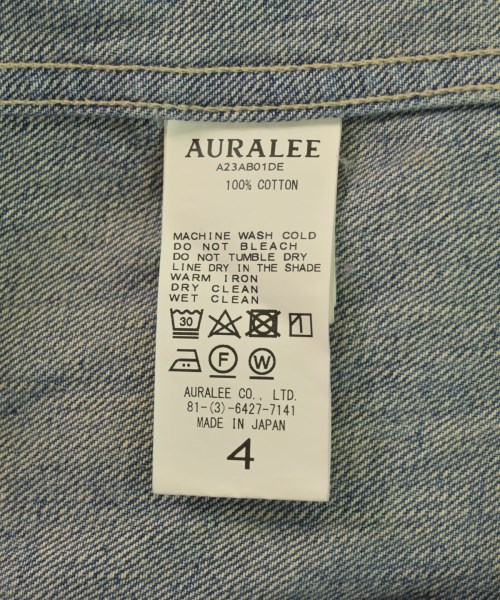 AURALEE
A23AB01DE
100% COTTON
MACHINE WASH COLD
DO NOT BLEACH
DO NOT TUMBLE DRY
LINE DRY IN THE SHADE
WARM IRON
DRY CLEAN
WET CLEAN
30
F W
AURALEE CO., LTD.
81-(3)-6427-7141
MADE IN JAPAN
4